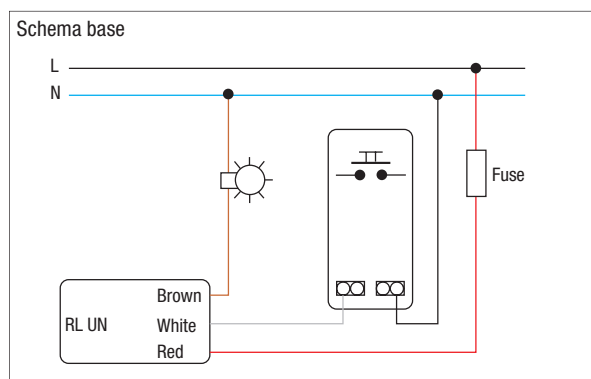 Schema base
L
N
Fuse
Brown
RL UN
White
Red